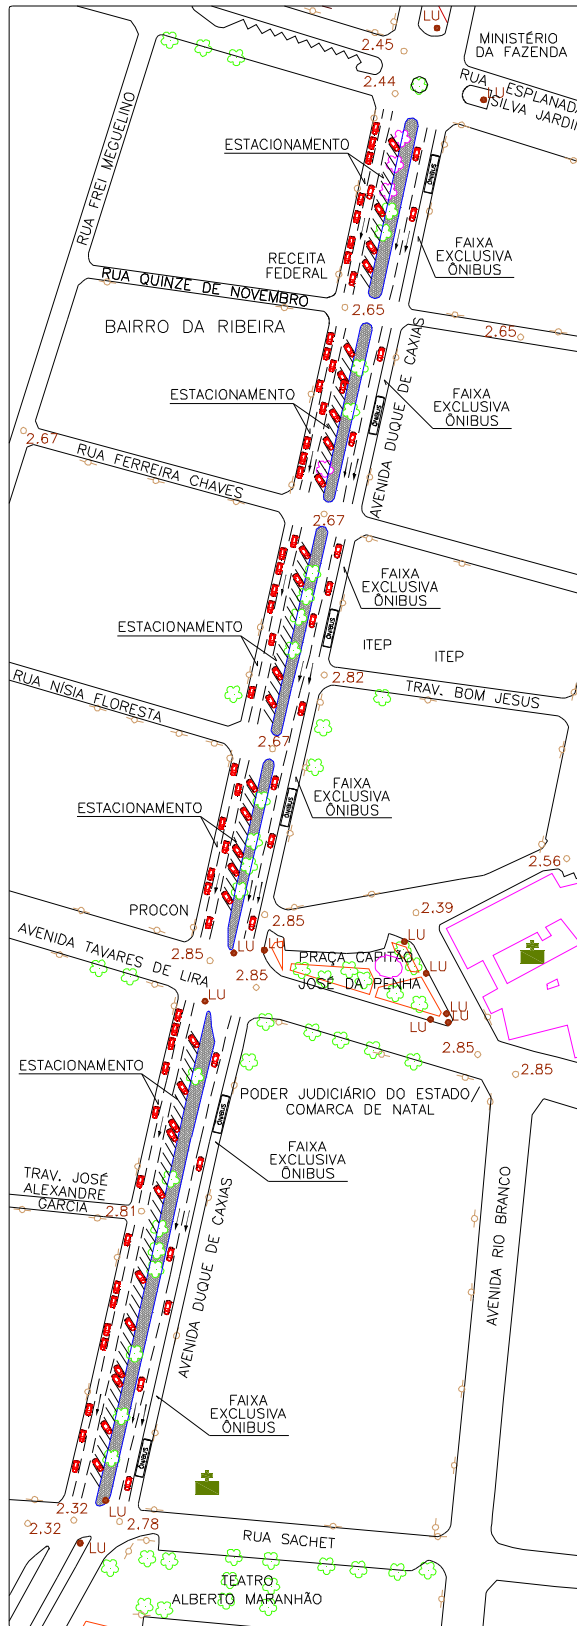 LU
2.45
MINISTÉRIO
DA FAZENDA
2.44
RUA
LU
ESPLANADA
SILVA JARDIM
RUA FREI MEGUELINO
ESTACIONAMENTO
ÔNIBUS
FAIXA
EXCLUSIVA
ÔNIBUS
RECEITA
FEDERAL
RUA QUINZE DE NOVEMBRO
2.65
2.65
BAIRRO DA RIBEIRA
AVENIDA DUQUE DE CAXIAS
ESTACIONAMENTO
FAIXA
EXCLUSIVA
ÔNIBUS
ÔNIBUS
2.67
RUA FERREIRA CHAVES
2.67
FAIXA
EXCLUSIVA
ÔNIBUS
ESTACIONAMENTO
ÔNIBUS
ITEP
ITEP
2.82
TRAV. BOM JESUS
RUA NÍSIA FLORESTA
2.67
FAIXA
EXCLUSIVA
ÔNIBUS
ÔNIBUS
ESTACIONAMENTO
2.56
PROCON
2.85
2.39
AVENIDA TAVARES DE LIRA
LU
LU
LU
PRAÇA CAPITÃO
JOSÉ DA PENHA
2.85
2.85
LU
LU
LU
LU
LU
2.85
2.85
ESTACIONAMENTO
PODER JUDICIÁRIO DO ESTADO/
COMARCA DE NATAL
ÔNIBUS
FAIXA
EXCLUSIVA
ÔNIBUS
TRAV. JOSÉ
ALEXANDRE
GARCIA
2.81
AVENIDA DUQUE DE CAXIAS
AVENIDA RIO BRANCO
FAIXA
EXCLUSIVA
ÔNIBUS
ÔNIBUS
2.32
LU
2.32
2.78
LU
RUA SACHET
TEATRO
ALBERTO MARANHÃO